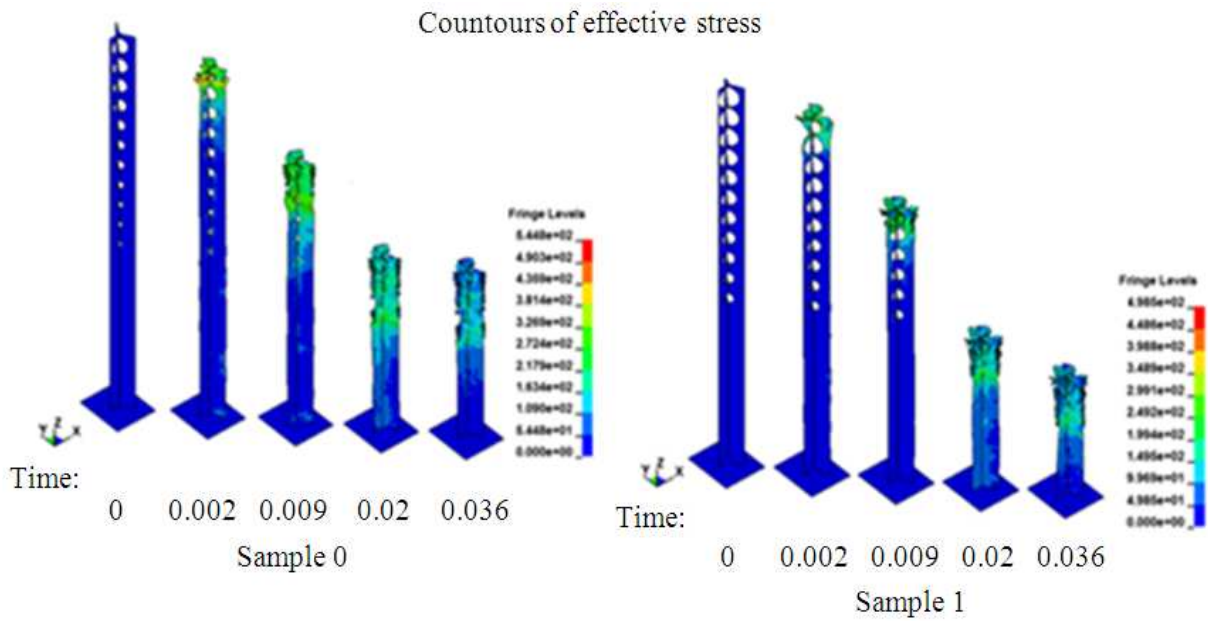 Countours of effective stress
Fringe Levels
5.448e+02
4.903e+02
4.359e+02
3.814e+02
3.269e+02
2.724e+02
2.179e+02
1.634e+02
1.090e+02
5.448e+01
0.000e+00
Y Z X
Time:
0 0.002 0.009 0.02 0.036
Sample 0
Fringe Levels
4.985e+02
4.486e+02
3.988e+02
3.489e+02
2.991e+02
2.492e+02
1.994e+02
1.495e+02
9.969e+01
4.985e+01
0.000e+00
Y Z X
Time:
0 0.002 0.009 0.02 0.036
Sample 1